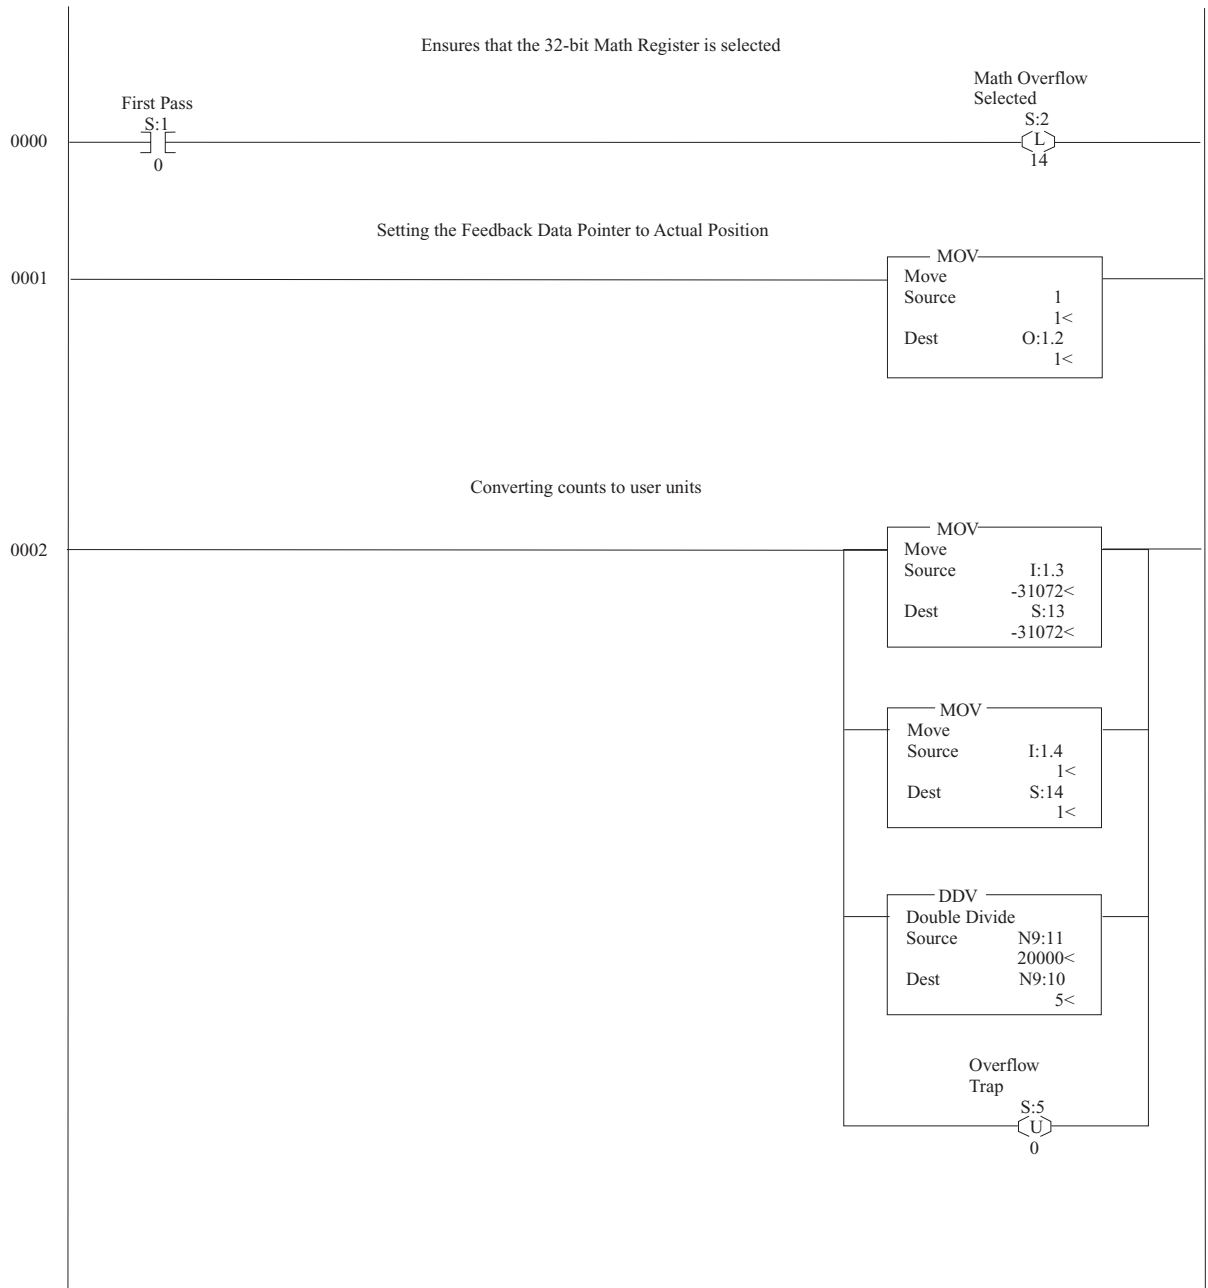 Ensures that the 32-bit Math Register is selected
Math Overflow
Selected
First Pass
S:1
S:2
0000
L
0
14
Setting the Feedback Data Pointer to Actual Position
0001
MOV
Move
Source 1
1<
Dest O:1.2
1<
Converting counts to user units
0002
MOV
Move
Source I:1.3
-31072<
Dest S:13
-31072<
MOV
Move
Source I:1.4
1<
Dest S:14
1<
DDV
Double Divide
Source N9:11
20000<
Dest N9:10
5<
Overflow
Trap
S:5
U
0